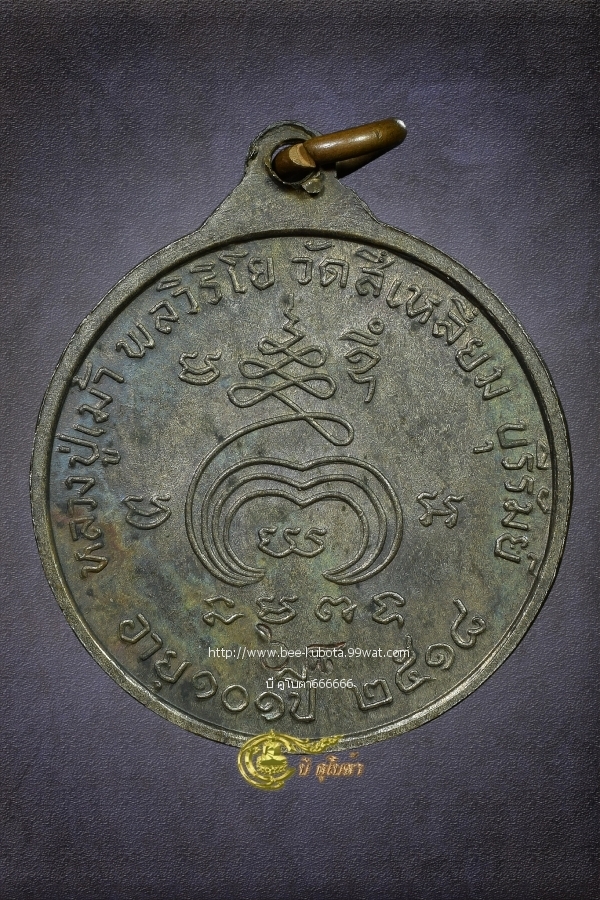 หลวงปู่เม้า พลวิริโย วัดสี่เหลี่ยม บุรีรัมย์
อายุ ๑๐๑ ปี ๒๕๑๘
http://www.bee-kubota.99wat.com
บี คูโบต้า666666
บี คูโบต้า